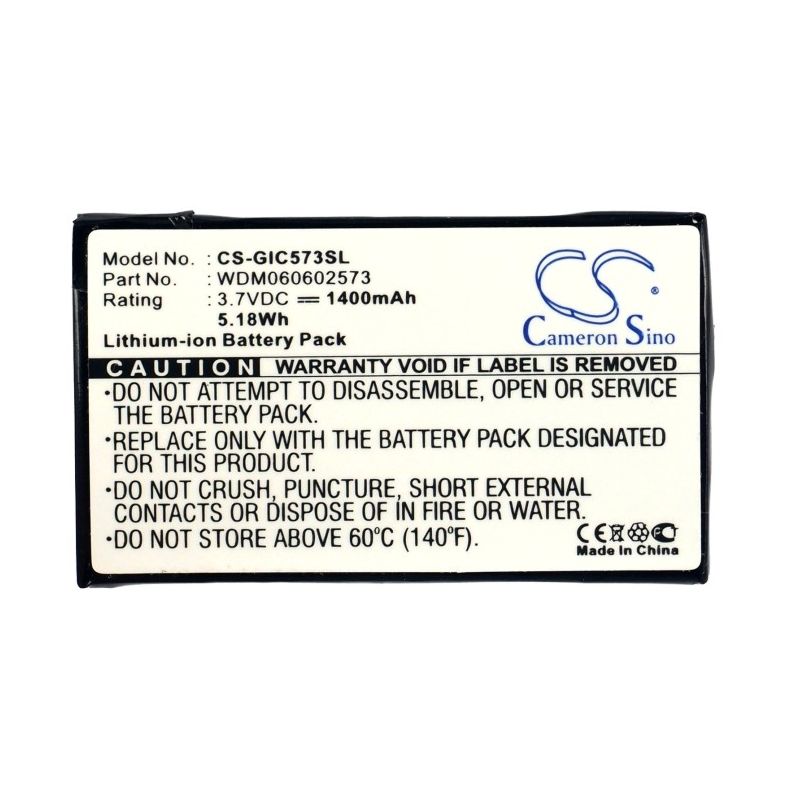 Model No. : CS-GIC573SL
Part No. : WDM060602573
Rating : 3.7VDC ⎓ 1400mAh
5.18Wh
Lithium-ion Battery Pack
CS ®
Cameron Sino
CAUTION WARRANTY VOID IF LABEL IS REMOVED
•DO NOT ATTEMPT TO DISASSEMBLE, OPEN OR SERVICE
THE BATTERY PACK.
•REPLACE ONLY WITH THE BATTERY PACK DESIGNATED
FOR THIS PRODUCT.
•DO NOT CRUSH, PUNCTURE, SHORT EXTERNAL
CONTACTS OR DISPOSE OF IN FIRE OR WATER.
•DO NOT STORE ABOVE 60°C (140°F).
CE
Made In China